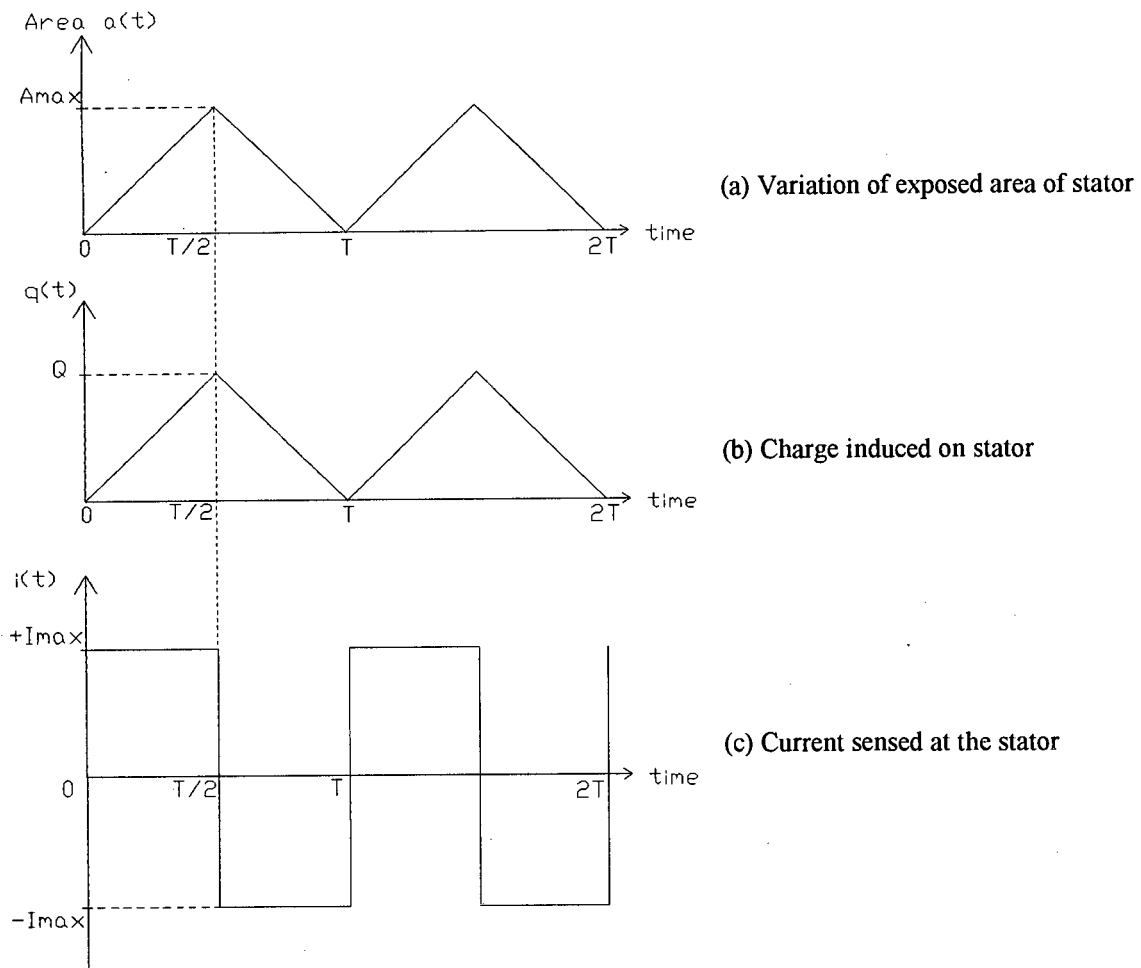 Area a(t)
Amax
0
T/2
T
2T
time
(a) Variation of exposed area of stator
q(t)
Q
0
T/2
T
2T
time
(b) Charge induced on stator
i(t)
+Imax
0
T/2
T
2T
time
-Imax
(c) Current sensed at the stator